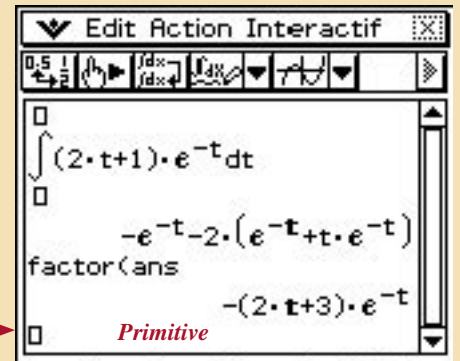 Edit Action Interactif
□
∫(2·t+1)·e^-t dt
□
-e^-t-2·(e^-t+t·e^-t)
factor(ans
-(2·t+3)·e^-t
□ Primitive